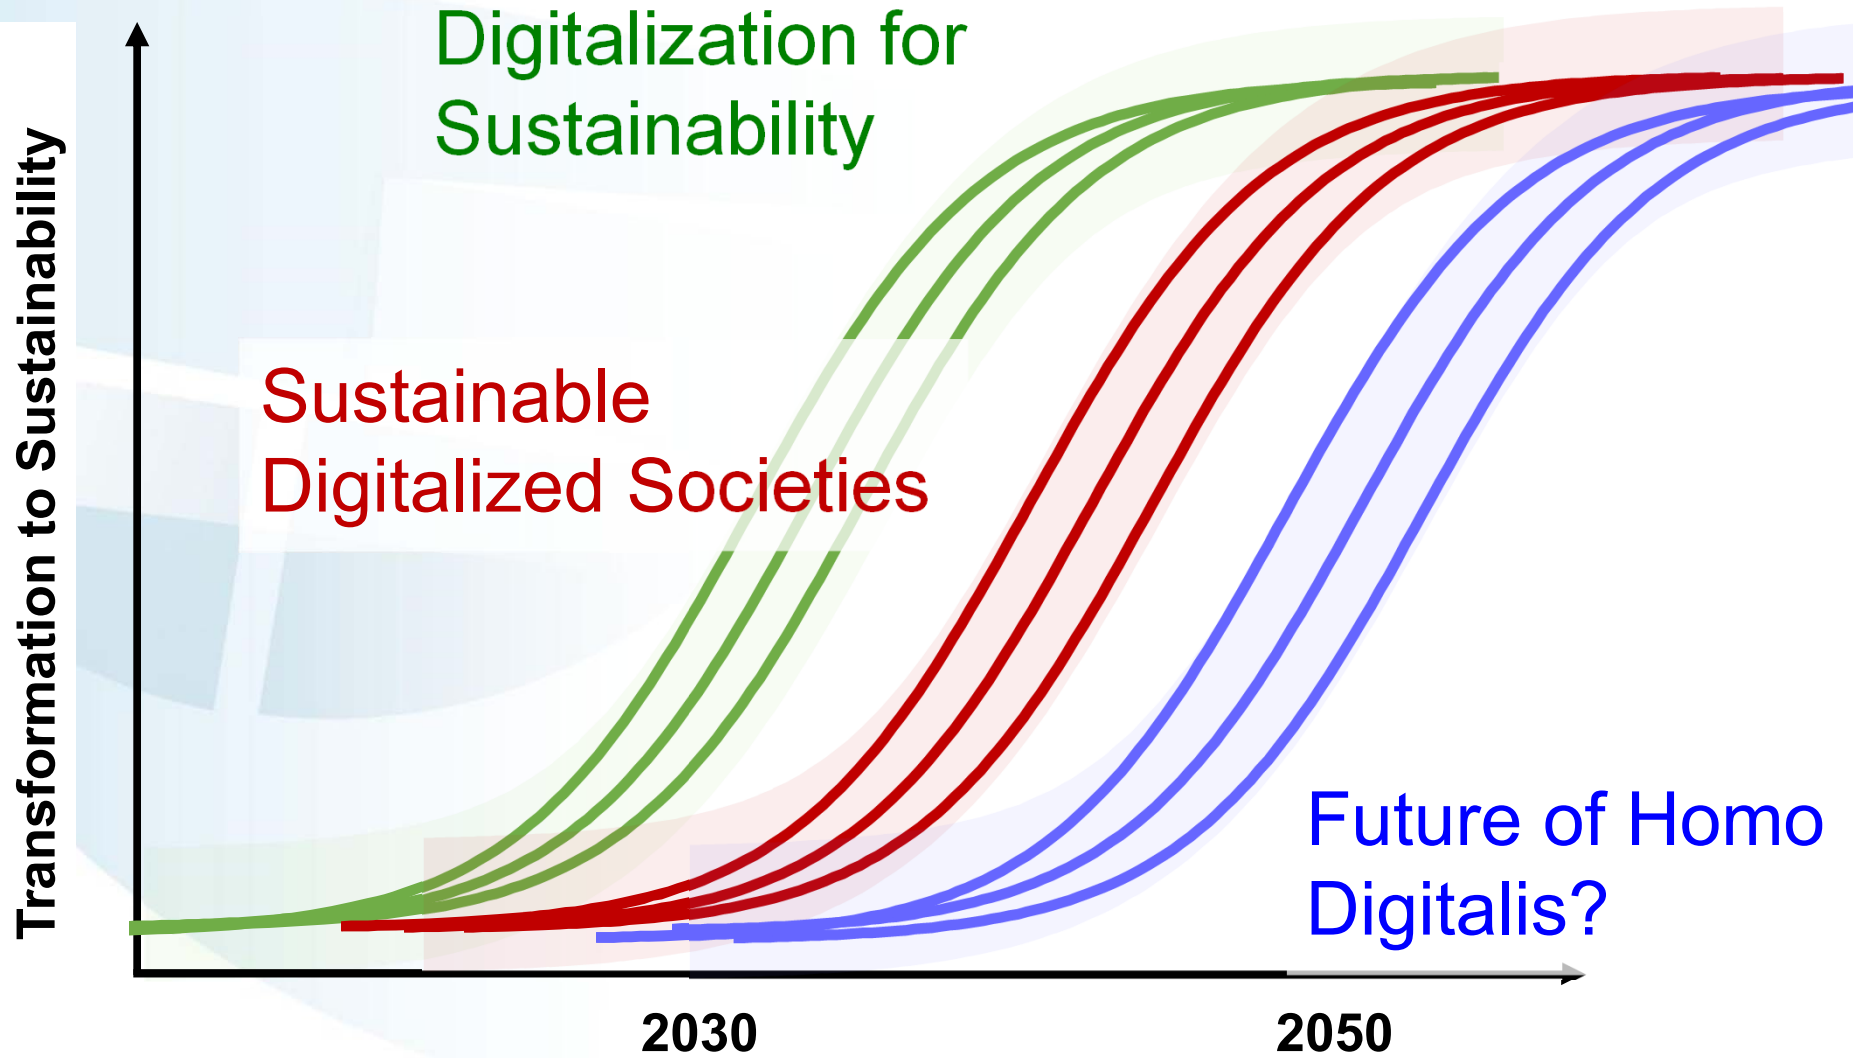 Digitalization for
Sustainability
Transformation to Sustainability
Sustainable
Digitalized Societies
Future of Homo
Digitalis?
2030
2050